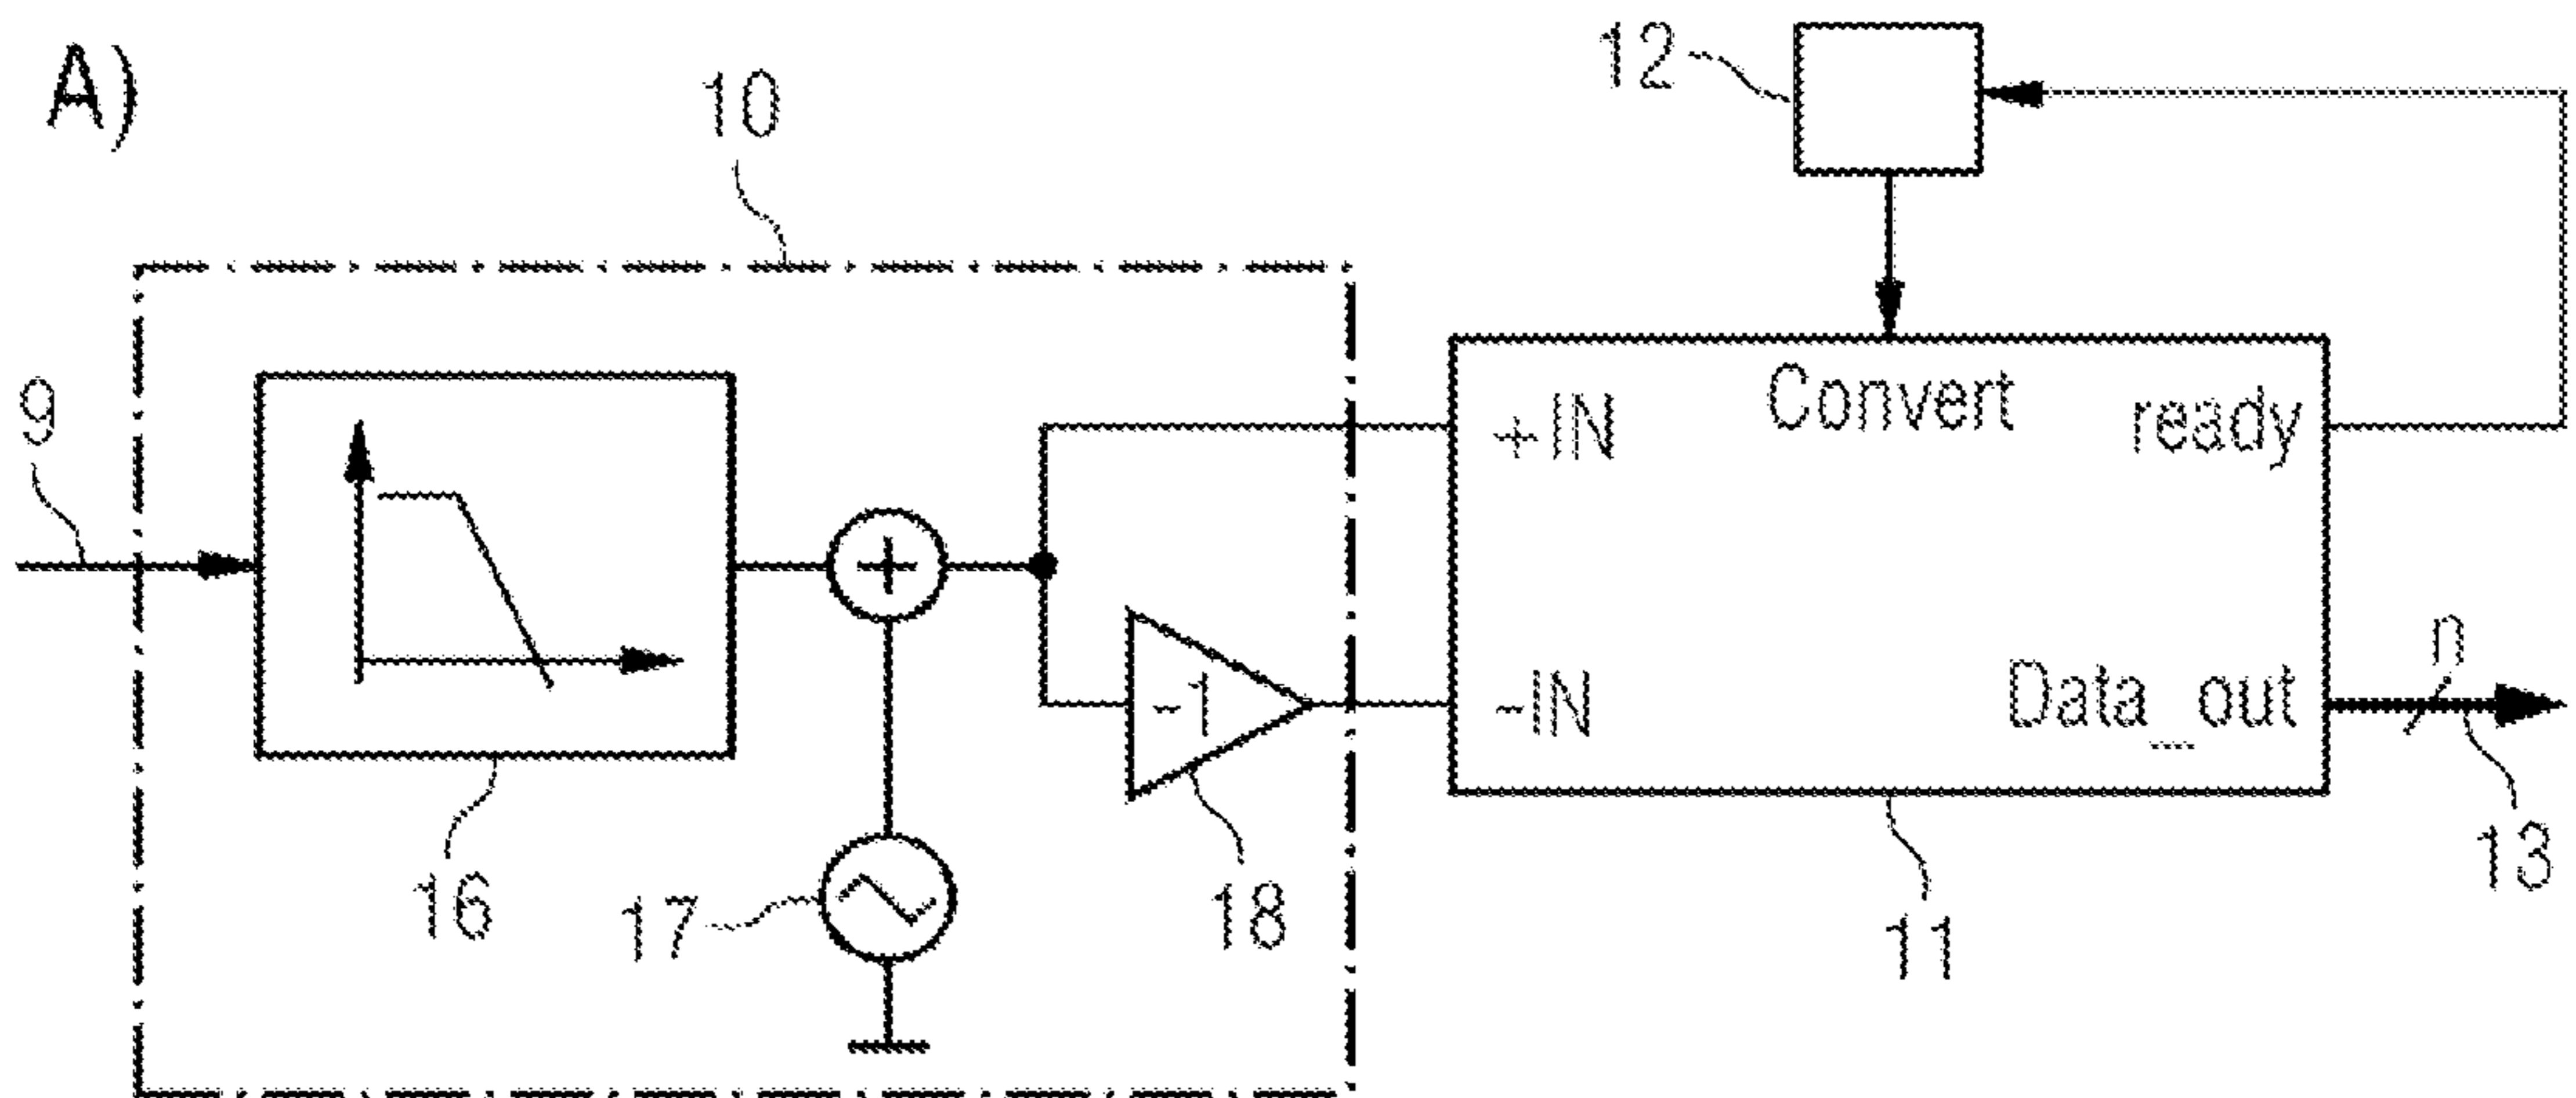 A)
10
12
9
+IN
Convert
ready
-1
-IN
Data_out
n
16
17
18
11
13